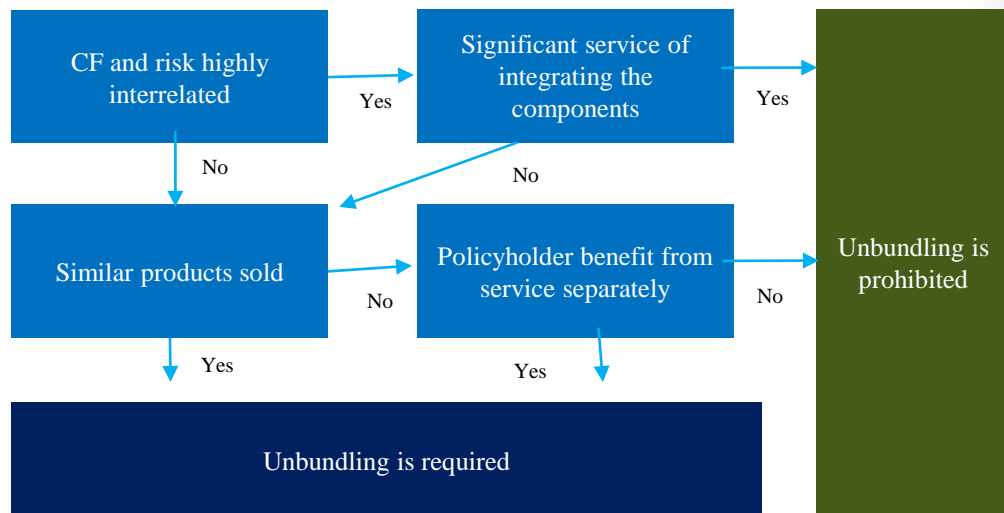 CF and risk highly
interrelated
Yes
Significant service of
integrating the
components
Yes
No
No
Similar products sold
No
Policyholder benefit from
service separately
No
Unbundling is
prohibited
Yes
Yes
Unbundling is required